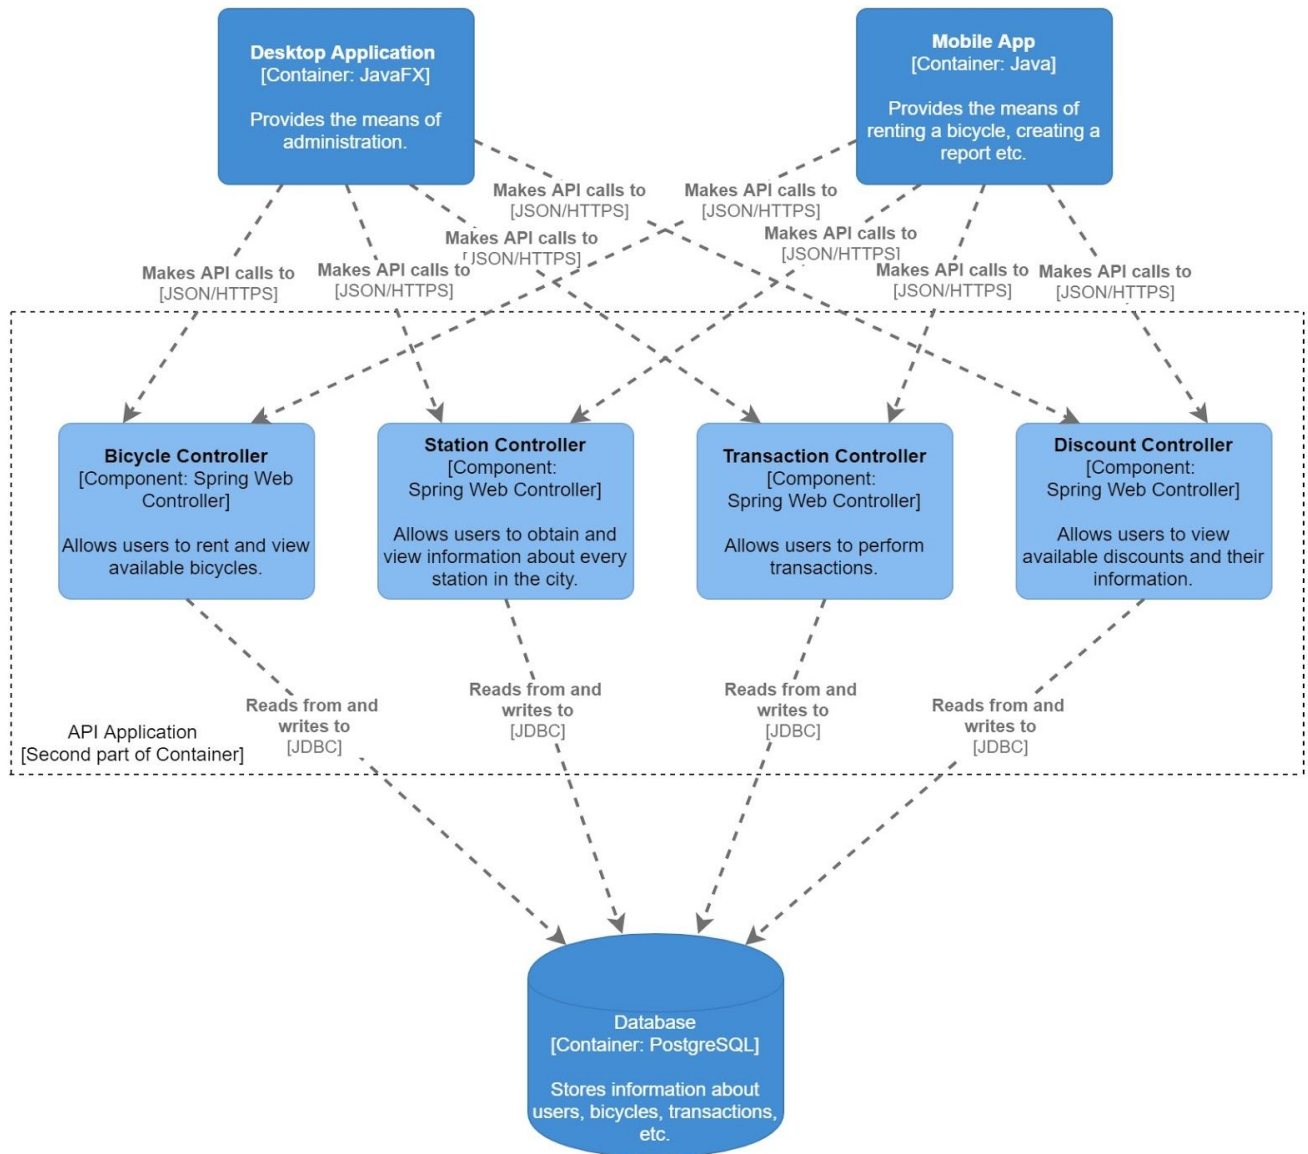 Desktop Application
[Container: JavaFX]
Provides the means of
administration.
Mobile App
[Container: Java]
Provides the means of
renting a bicycle, creating a
report etc.
Makes API calls to
[JSON/HTTPS]
Makes API calls to
[JSON/HTTPS]
Makes API calls to
[JSON/HTTPS]
Makes API calls to
[JSON/HTTPS]
Makes API calls to
[JSON/HTTPS]
Makes API calls to
[JSON/HTTPS]
Makes API calls to
[JSON/HTTPS]
Makes API calls to
[JSON/HTTPS]
Bicycle Controller
[Component: Spring Web
Controller]
Allows users to rent and view
available bicycles.
Station Controller
[Component:
Spring Web Controller]
Allows users to obtain and
view information about every
station in the city.
Transaction Controller
[Component:
Spring Web Controller]
Allows users to perform
transactions.
Discount Controller
[Component:
Spring Web Controller]
Allows users to view
available discounts and their
information.
Reads from and
writes to
[JDBC]
Reads from and
writes to
[JDBC]
Reads from and
writes to
[JDBC]
Reads from and
writes to
[JDBC]
API Application
[Second part of Container]
Database
[Container: PostgreSQL]
Stores information about
users, bicycles, transactions,
etc.